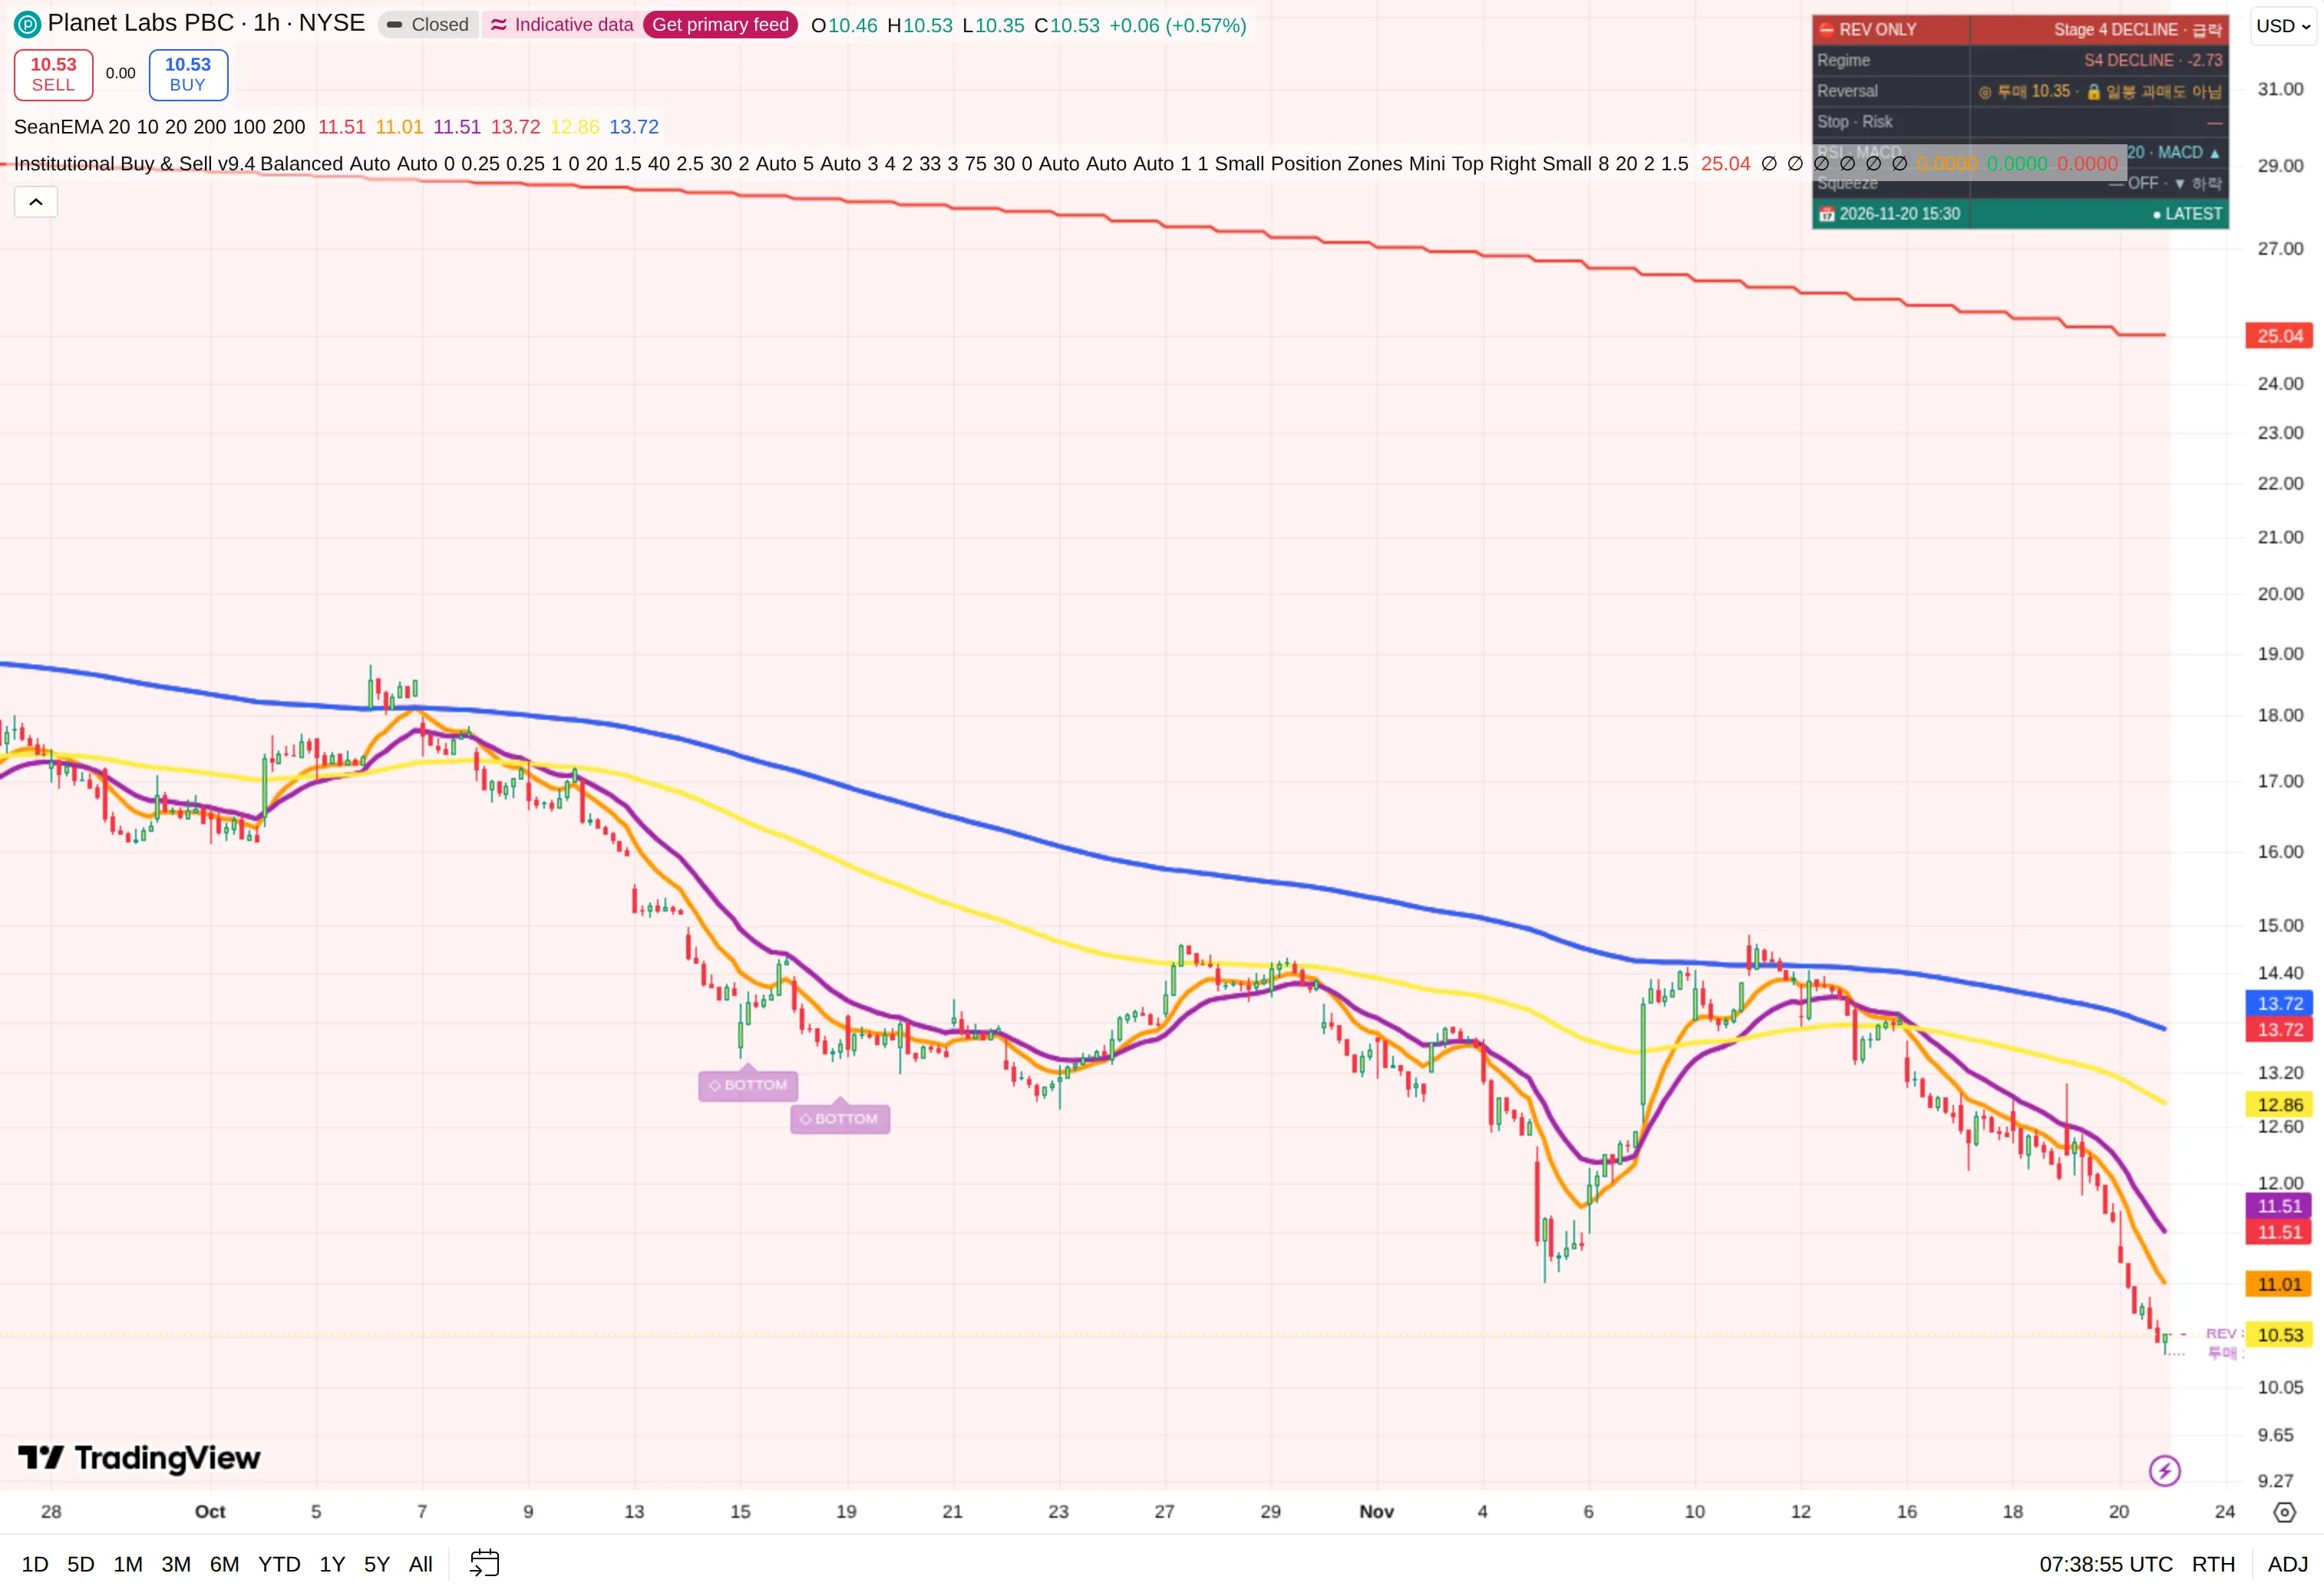 Planet Labs PBC · 1h · NYSE Closed Indicative data Get primary feed O10.46 H10.53 L10.35 C10.53 +0.06 (+0.57%)
10.53 SELL 0.00 10.53 BUY
SeanEMA 20 10 20 200 100 200 11.51 11.01 11.51 13.72 12.86 13.72
Institutional Buy & Sell v9.4 Balanced Auto Auto 0 0.25 0.25 1 0 20 1.5 40 2.5 30 2 Auto 5 Auto 3 4 2 33 3 75 30 0 Auto Auto Auto 1 1 Small Position Zones Mini Top Right Small 8 20 2 1.5 25.04 ∅ ∅ ∅ ∅ ∅ ∅ 0.0000 0.0000 0.0000
REV ONLY Stage 4 DECLINE · 급락
Regime S4 DECLINE · -2.73
Reversal ◎ 투매 10.35 · 🔒 일봉 과매도 아님
Stop · Risk —
RSI · MACD 20 · MACD ▲
Squeeze — OFF · ▼ 하락
2026-11-20 15:30 ● LATEST
USD
31.00
29.00
27.00
25.04
24.00
23.00
22.00
21.00
20.00
19.00
18.00
17.00
16.00
15.00
14.40
13.72
13.72
13.20
12.86
12.60
12.00
11.51
11.51
11.01
REV : 10.53
투매 :
10.05
9.65
9.27
◇ BOTTOM
◇ BOTTOM
TradingView
28 Oct 5 7 9 13 15 19 21 23 27 29 Nov 4 6 10 12 16 18 20 24
1D 5D 1M 3M 6M YTD 1Y 5Y All 07:38:55 UTC RTH ADJ